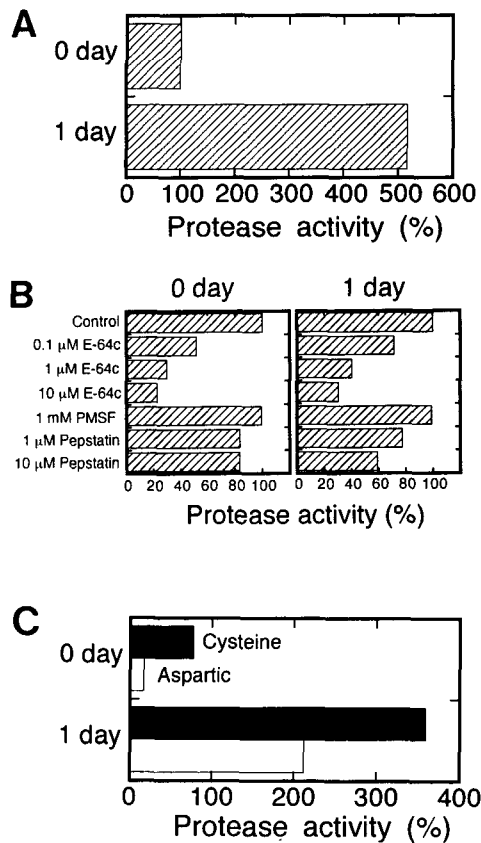 A
0 day
1 day
0 100 200 300 400 500 600
Protease activity (%)
B
0 day 1 day
Control
0.1 μM E-64c
1 μM E-64c
10 μM E-64c
1 mM PMSF
1 μM Pepstatin
10 μM Pepstatin
0 20 40 60 80 100 0 20 40 60 80 100
Protease activity (%)
C
0 day
Cysteine
Aspartic
1 day
0 100 200 300 400
Protease activity (%)